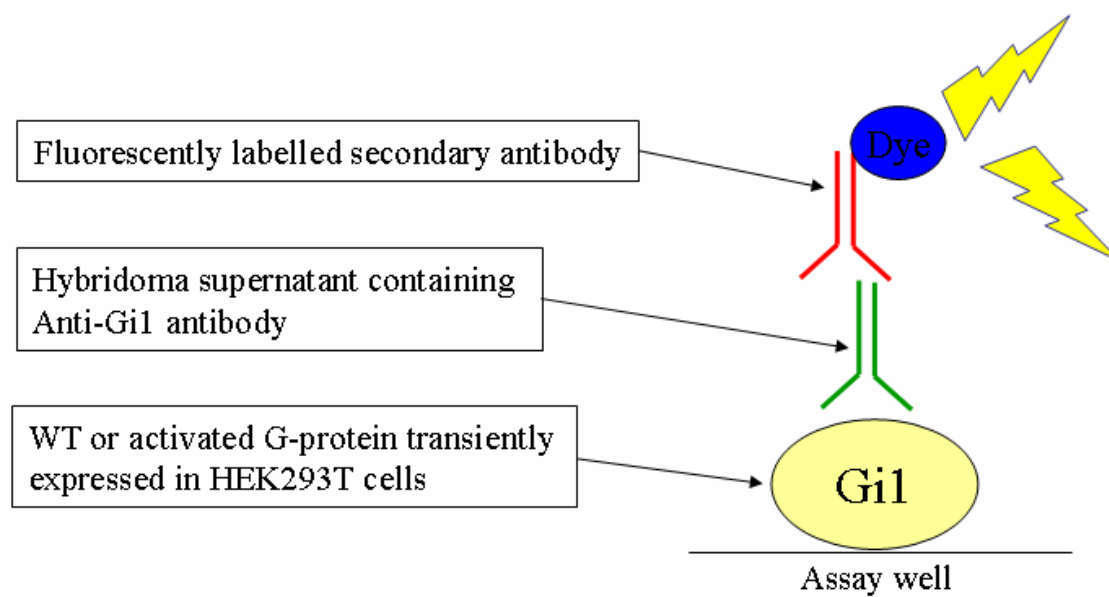 Dye
Fluorescently labelled secondary antibody
Hybridoma supernatant containing
Anti-Gi1 antibody
WT or activated G-protein transiently
expressed in HEK293T cells
Gi1
Assay well